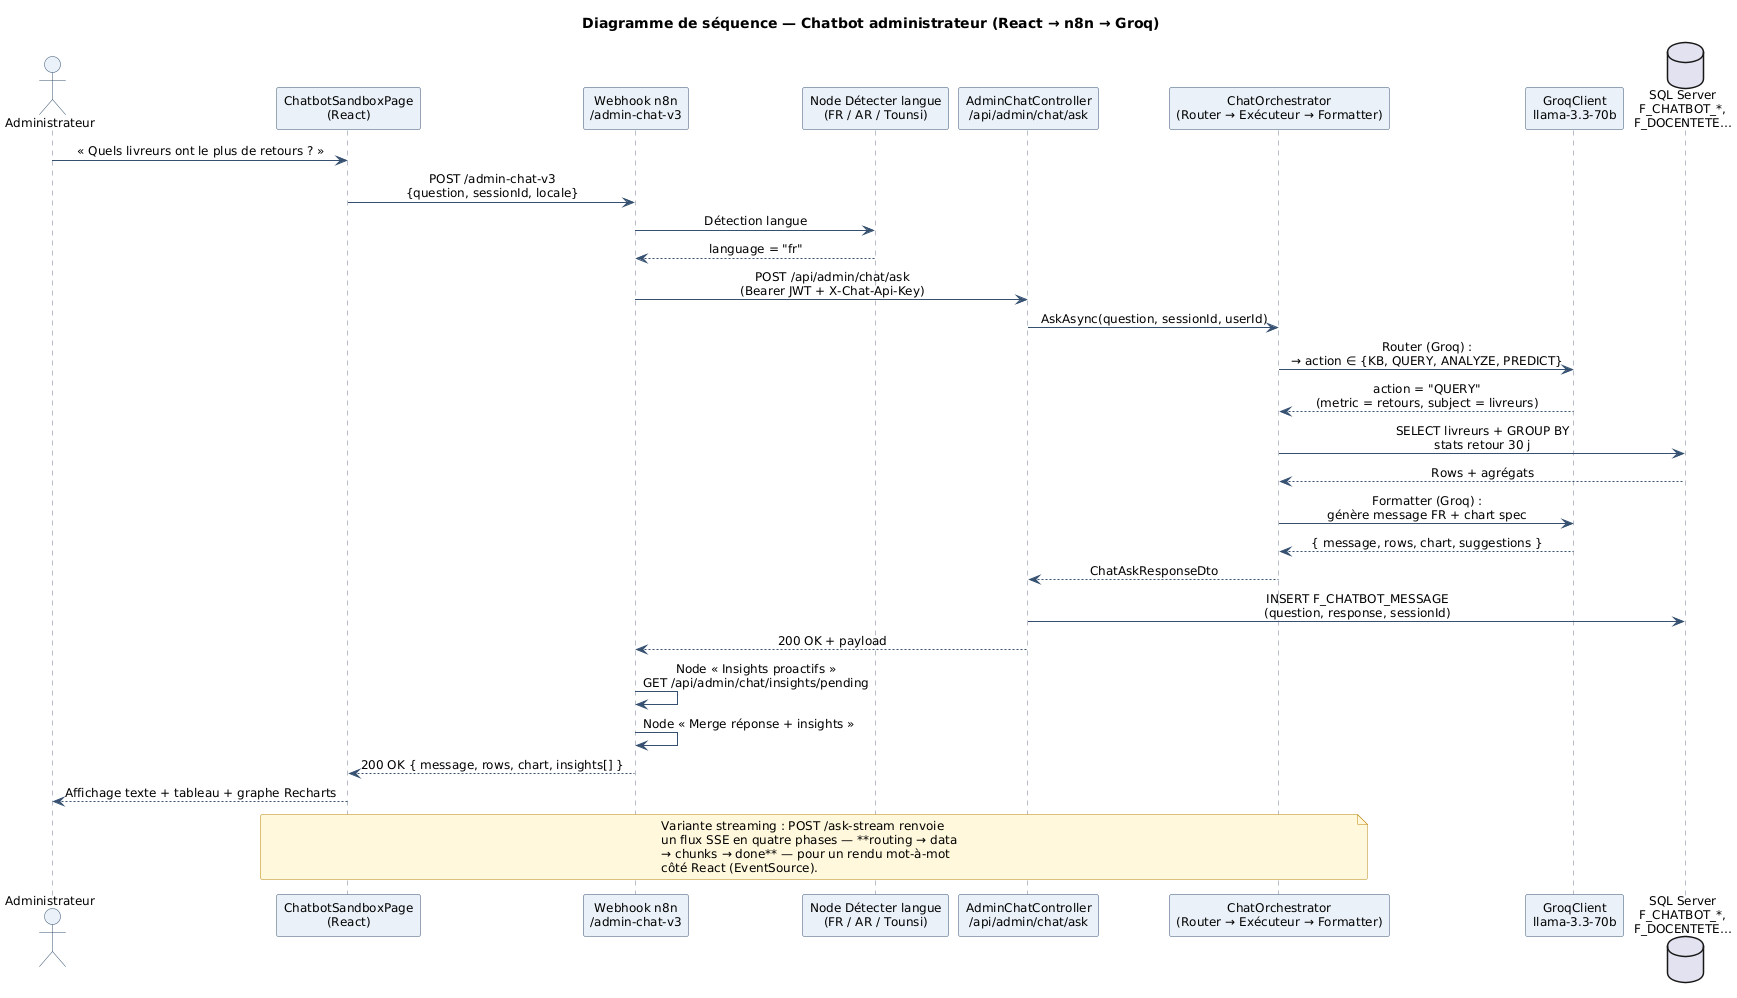 Diagramme de séquence — Chatbot administrateur (React → n8n → Groq)
Administrateur
ChatbotSandboxPage
(React)
Webhook n8n
/admin-chat-v3
Node Détecter langue
(FR / AR / Tounsi)
AdminChatController
/api/admin/chat/ask
ChatOrchestrator
(Router → Exécuteur → Formatter)
GroqClient
llama-3.3-70b
SQL Server
F_CHATBOT_*,
F_DOCENTETE...
« Quels livreurs ont le plus de retours ? »
POST /admin-chat-v3
{question, sessionId, locale}
Détection langue
language = "fr"
POST /api/admin/chat/ask
(Bearer JWT + X-Chat-Api-Key)
AskAsync(question, sessionId, userId)
Router (Groq) :
→ action ∈ {KB, QUERY, ANALYZE, PREDICT}
action = "QUERY"
(metric = retours, subject = livreurs)
SELECT livreurs + GROUP BY
stats retour 30 j
Rows + agrégats
Formatter (Groq) :
génère message FR + chart spec
{ message, rows, chart, suggestions }
ChatAskResponseDto
INSERT F_CHATBOT_MESSAGE
(question, response, sessionId)
200 OK + payload
Node « Insights proactifs »
GET /api/admin/chat/insights/pending
Node « Merge réponse + insights »
200 OK { message, rows, chart, insights[] }
Affichage texte + tableau + graphe Recharts
Variante streaming : POST /ask-stream renvoie
un flux SSE en quatre phases — **routing → data
→ chunks → done** — pour un rendu mot-à-mot
côté React (EventSource).
Administrateur
ChatbotSandboxPage
(React)
Webhook n8n
/admin-chat-v3
Node Détecter langue
(FR / AR / Tounsi)
AdminChatController
/api/admin/chat/ask
ChatOrchestrator
(Router → Exécuteur → Formatter)
GroqClient
llama-3.3-70b
SQL Server
F_CHATBOT_*,
F_DOCENTETE...